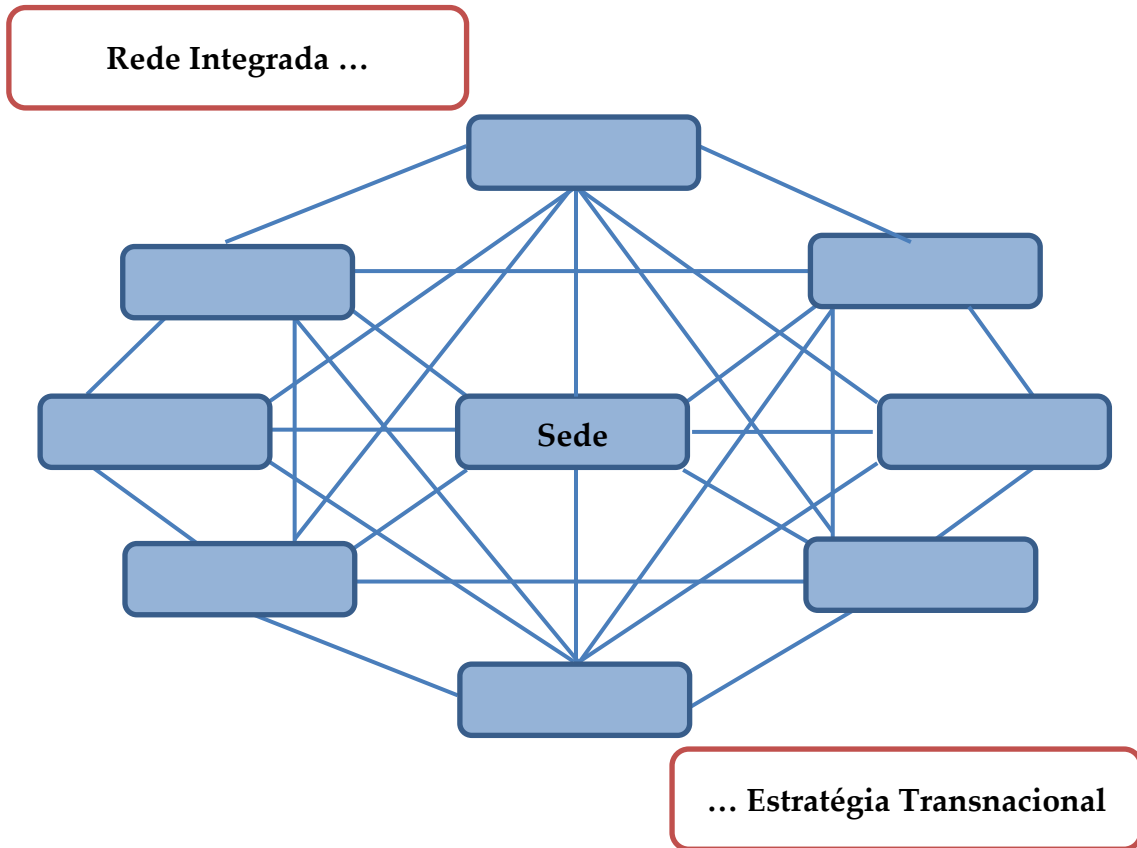 Rede Integrada …
Sede
… Estratégia Transnacional